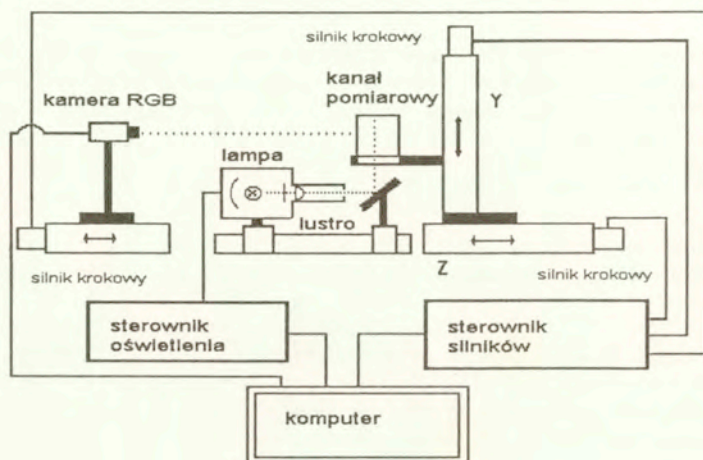 silnik krokowy
kanał
pomiarowy
Y
kamera RGB
lampa
lustro
Z
silnik krokowy
silnik krokowy
sterownik
oświetlenia
sterownik
silników
komputer